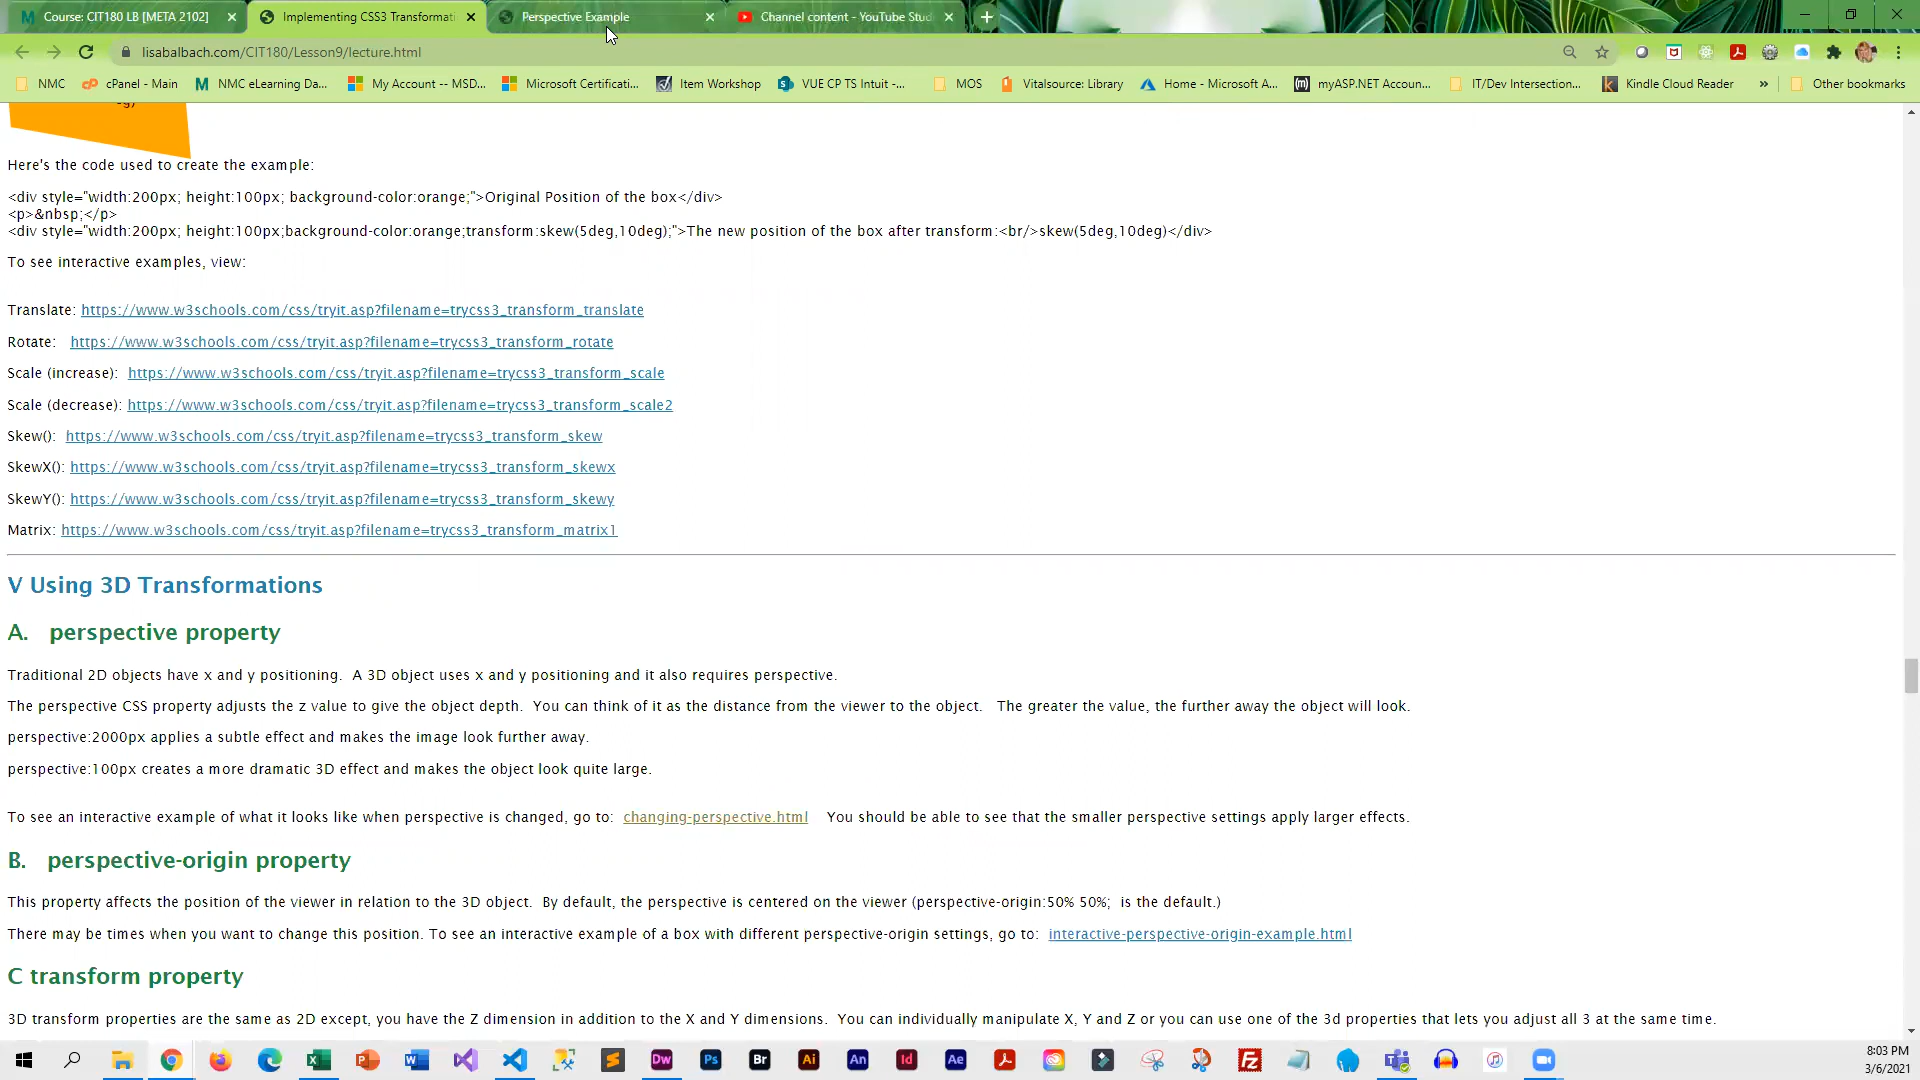 Course: CIT180 LB [META 2102]
Implementing CSS3 Transformati
Perspective Example
Channel content - YouTube Stud
lisabalbach.com/CIT180/Lesson9/lecture.html
NMC
cPanel - Main
NMC eLearning Da...
My Account -- MSD...
Microsoft Certificati...
Item Workshop
VUE CP TS Intuit -...
MOS
Vitalsource: Library
Home - Microsoft A...
myASP.NET Accoun...
IT/Dev Intersection...
Kindle Cloud Reader
»
Other bookmarks
Here's the code used to create the example:
<div style="width:200px; height:100px; background-color:orange;">Original Position of the box</div>
<p>&nbsp;</p>
<div style="width:200px; height:100px;background-color:orange;transform:skew(5deg,10deg);">The new position of the box after transform:<br/>skew(5deg,10deg)</div>
To see interactive examples, view:
Translate: https://www.w3schools.com/css/tryit.asp?filename=trycss3_transform_translate
Rotate: https://www.w3schools.com/css/tryit.asp?filename=trycss3_transform_rotate
Scale (increase): https://www.w3schools.com/css/tryit.asp?filename=trycss3_transform_scale
Scale (decrease): https://www.w3schools.com/css/tryit.asp?filename=trycss3_transform_scale2
Skew(): https://www.w3schools.com/css/tryit.asp?filename=trycss3_transform_skew
SkewX(): https://www.w3schools.com/css/tryit.asp?filename=trycss3_transform_skewx
SkewY(): https://www.w3schools.com/css/tryit.asp?filename=trycss3_transform_skewy
Matrix: https://www.w3schools.com/css/tryit.asp?filename=trycss3_transform_matrix1
V Using 3D Transformations
A. perspective property
Traditional 2D objects have x and y positioning. A 3D object uses x and y positioning and it also requires perspective.
The perspective CSS property adjusts the z value to give the object depth. You can think of it as the distance from the viewer to the object. The greater the value, the further away the object will look.
perspective:2000px applies a subtle effect and makes the image look further away.
perspective:100px creates a more dramatic 3D effect and makes the object look quite large.
To see an interactive example of what it looks like when perspective is changed, go to: changing-perspective.html You should be able to see that the smaller perspective settings apply larger effects.
B. perspective-origin property
This property affects the position of the viewer in relation to the 3D object. By default, the perspective is centered on the viewer (perspective-origin:50% 50%; is the default.)
There may be times when you want to change this position. To see an interactive example of a box with different perspective-origin settings, go to: interactive-perspective-origin-example.html
C transform property
3D transform properties are the same as 2D except, you have the Z dimension in addition to the X and Y dimensions. You can individually manipulate X, Y and Z or you can use one of the 3d properties that lets you adjust all 3 at the same time.
8:03 PM
3/6/2021